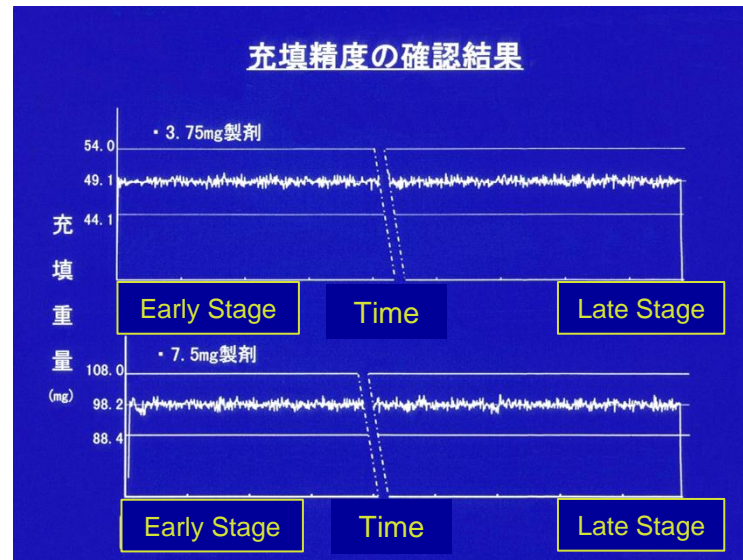 充填精度の確認結果
・3.75mg製剤
54.0
49.1
44.1
充填重量
(mg)
Early Stage Time Late Stage
・7.5mg製剤
108.0
98.2
88.4
Early Stage Time Late Stage